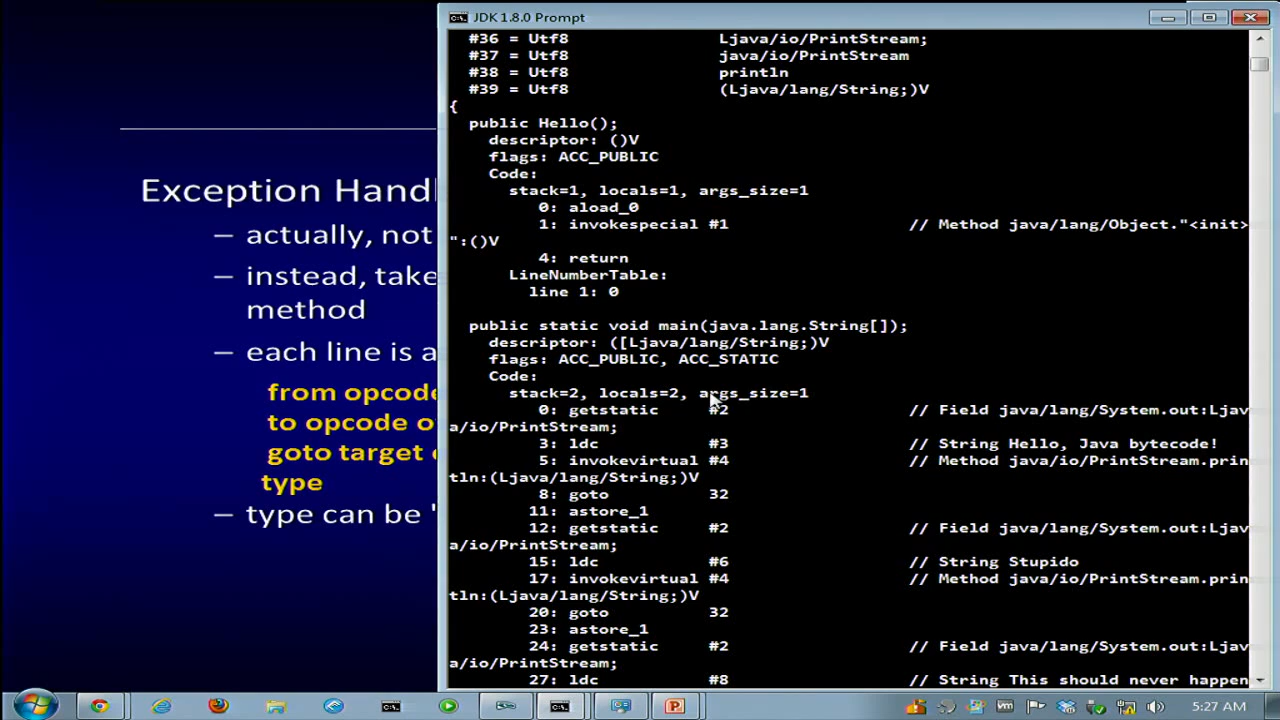 JDK 1.8.0 Prompt
#36 = Utf8 Ljava/io/PrintStream;
#37 = Utf8 java/io/PrintStream
#38 = Utf8 println
#39 = Utf8 (Ljava/lang/String;)V
{
public Hello();
descriptor: ()V
flags: ACC_PUBLIC
Code:
stack=1, locals=1, args_size=1
0: aload_0
1: invokespecial #1 // Method java/lang/Object."<init>
":()V
4: return
LineNumberTable:
line 1: 0
public static void main(java.lang.String[]);
descriptor: ([Ljava/lang/String;)V
flags: ACC_PUBLIC, ACC_STATIC
Code:
stack=2, locals=2, args_size=1
0: getstatic #2 // Field java/lang/System.out:Ljav
a/io/PrintStream;
3: ldc #3 // String Hello, Java bytecode!
5: invokevirtual #4 // Method java/io/PrintStream.prin
tln:(Ljava/lang/String;)V
8: goto 32
11: astore_1
12: getstatic #2 // Field java/lang/System.out:Ljav
a/io/PrintStream;
15: ldc #6 // String Stupido
17: invokevirtual #4 // Method java/io/PrintStream.prin
tln:(Ljava/lang/String;)V
20: goto 32
23: astore_1
24: getstatic #2 // Field java/lang/System.out:Ljav
a/io/PrintStream;
27: ldc #8 // String This should never happen
Exception Hand
– actually, not
– instead, take
method
– each line is a
from opcode
to opcode o
goto target
type
– type can be "
5:27 AM